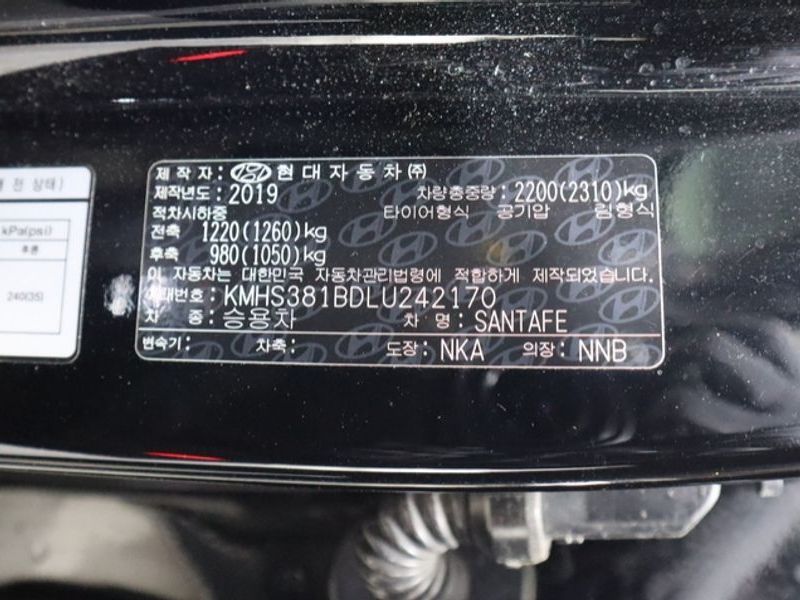 전 상태)
kPa(psi)
후륜
240(35)
제 작 자: 현대자동차㈜
제작년도: 2019 차량총중량: 2200(2310)kg
적차시하중 타이어형식 공기압 림형식
전축 1220(1260)kg
후축 980(1050)kg
이 자동차는 대한민국 자동차관리법령에 적합하게 제작되었습니다.
차대번호: KMHS381BDLU242170
차 종: 승용차 차 명: SANTAFE
변속기: 차축: 도장: NKA 의장: NNB